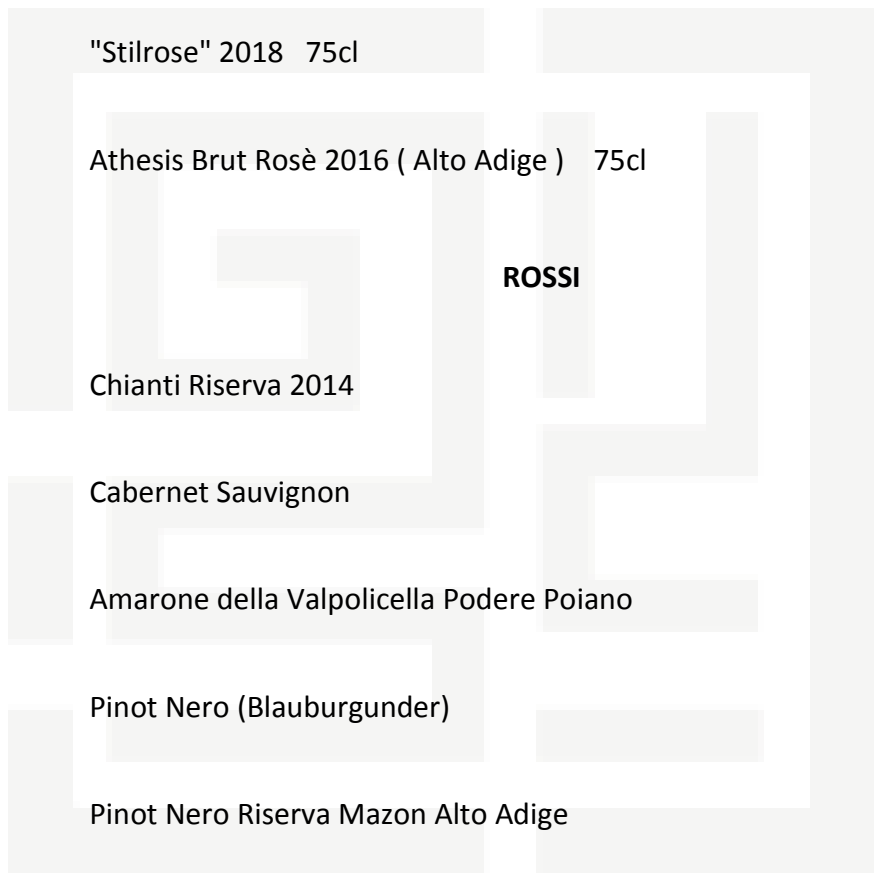 "Stilrose" 2018   75cl
Athesis Brut Rosè 2016 ( Alto Adige )    75cl
ROSSI
Chianti Riserva 2014
Cabernet Sauvignon
Amarone della Valpolicella Podere Poiano
Pinot Nero (Blauburgunder)
Pinot Nero Riserva Mazon Alto Adige